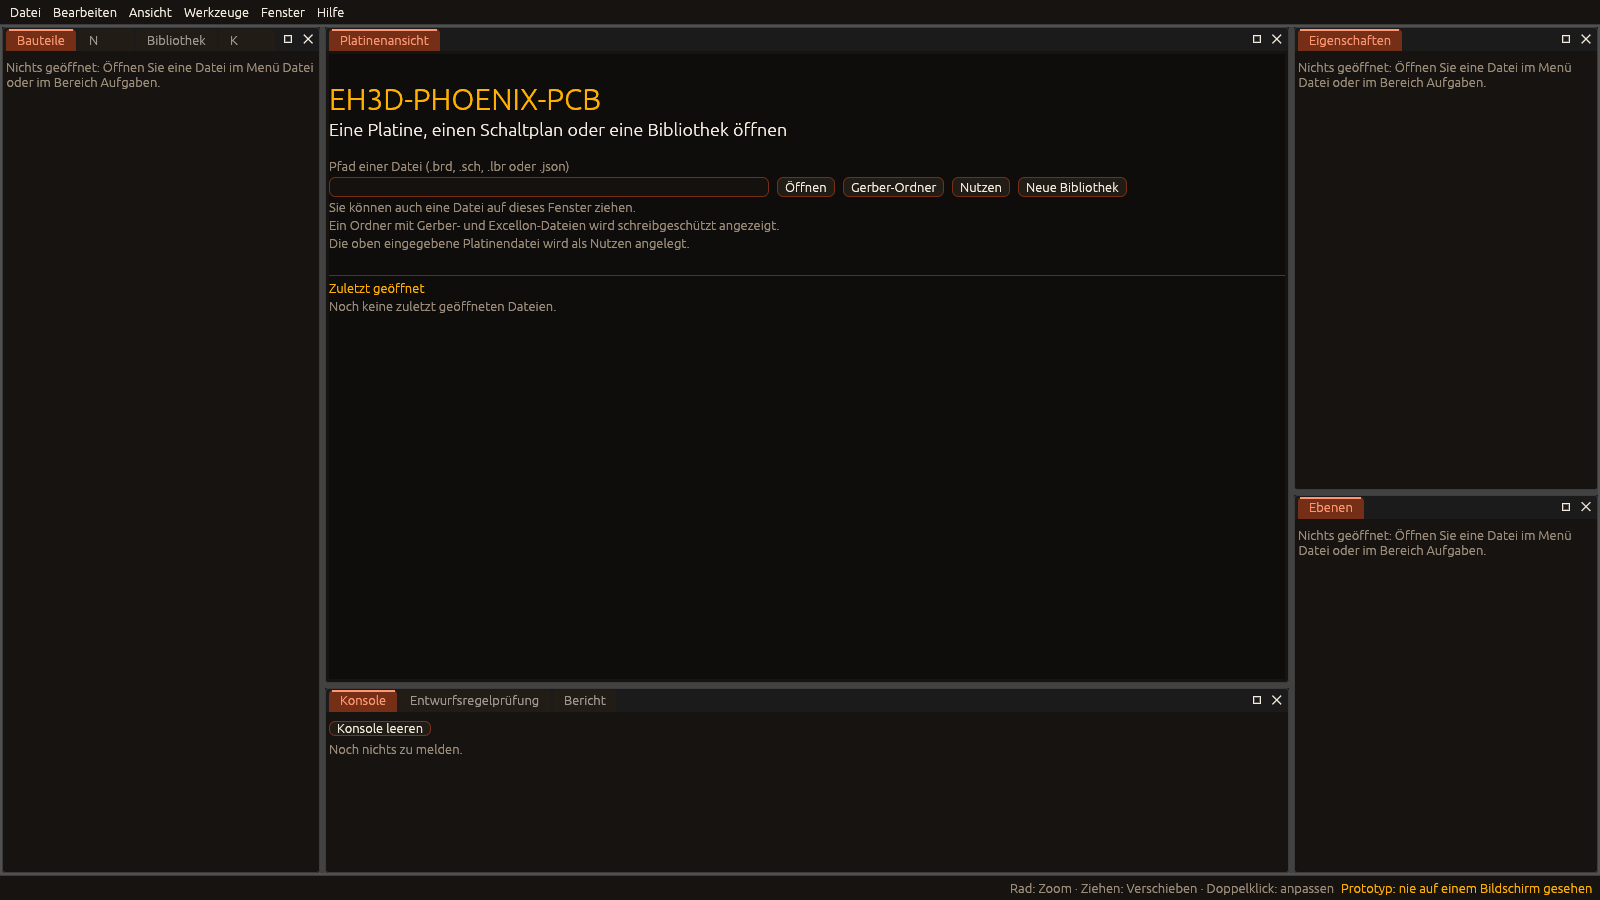 Datei Bearbeiten Ansicht Werkzeuge Fenster Hilfe
Bauteile N Bibliothek K
Nichts geöffnet: Öffnen Sie eine Datei im Menü Datei
oder im Bereich Aufgaben.
Platinenansicht
EH3D-PHOENIX-PCB
Eine Platine, einen Schaltplan oder eine Bibliothek öffnen
Pfad einer Datei (.brd, .sch, .lbr oder .json)
Öffnen Gerber-Ordner Nutzen Neue Bibliothek
Sie können auch eine Datei auf dieses Fenster ziehen.
Ein Ordner mit Gerber- und Excellon-Dateien wird schreibgeschützt angezeigt.
Die oben eingegebene Platinendatei wird als Nutzen angelegt.
Zuletzt geöffnet
Noch keine zuletzt geöffneten Dateien.
Konsole Entwurfsregelprüfung Bericht
Konsole leeren
Noch nichts zu melden.
Eigenschaften
Nichts geöffnet: Öffnen Sie eine Datei im Menü
Datei oder im Bereich Aufgaben.
Ebenen
Nichts geöffnet: Öffnen Sie eine Datei im Menü
Datei oder im Bereich Aufgaben.
Rad: Zoom · Ziehen: Verschieben · Doppelklick: anpassen Prototyp: nie auf einem Bildschirm gesehen